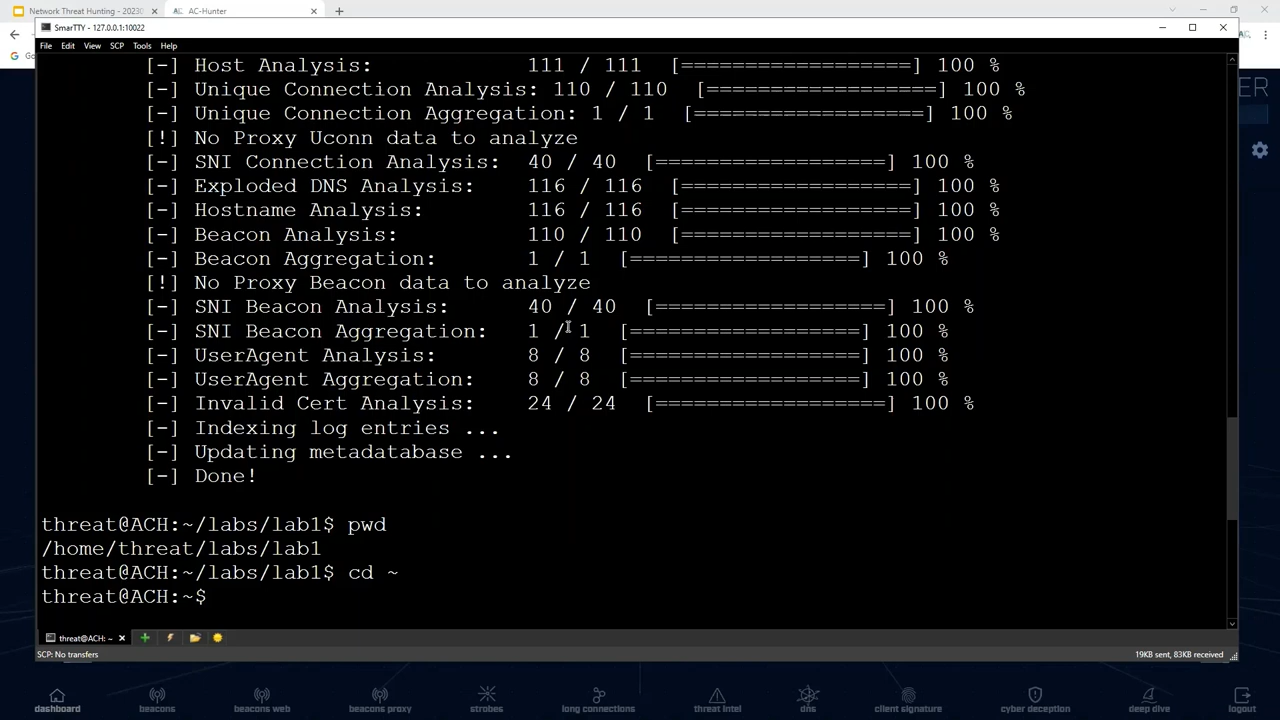 Network Threat Hunting - 20230
AC-Hunter
SmarTTY - 127.0.0.1:10022
File Edit View SCP Tools Help
[-] Host Analysis: 111 / 111 [==================] 100 %
[-] Unique Connection Analysis: 110 / 110 [==================] 100 %
[-] Unique Connection Aggregation: 1 / 1 [==================] 100 %
[!] No Proxy Uconn data to analyze
[-] SNI Connection Analysis: 40 / 40 [==================] 100 %
[-] Exploded DNS Analysis: 116 / 116 [==================] 100 %
[-] Hostname Analysis: 116 / 116 [==================] 100 %
[-] Beacon Analysis: 110 / 110 [==================] 100 %
[-] Beacon Aggregation: 1 / 1 [==================] 100 %
[!] No Proxy Beacon data to analyze
[-] SNI Beacon Analysis: 40 / 40 [==================] 100 %
[-] SNI Beacon Aggregation: 1 / 1 [==================] 100 %
[-] UserAgent Analysis: 8 / 8 [==================] 100 %
[-] UserAgent Aggregation: 8 / 8 [==================] 100 %
[-] Invalid Cert Analysis: 24 / 24 [==================] 100 %
[-] Indexing log entries ...
[-] Updating metadatabase ...
[-] Done!
threat@ACH:~/labs/lab1$ pwd
/home/threat/labs/lab1
threat@ACH:~/labs/lab1$ cd ~
threat@ACH:~$
threat@ACH: ~
SCP: No transfers
19KB sent, 83KB received
dashboard beacons beacons web beacons proxy strobes long connections threat intel dns client signature cyber deception deep dive logout